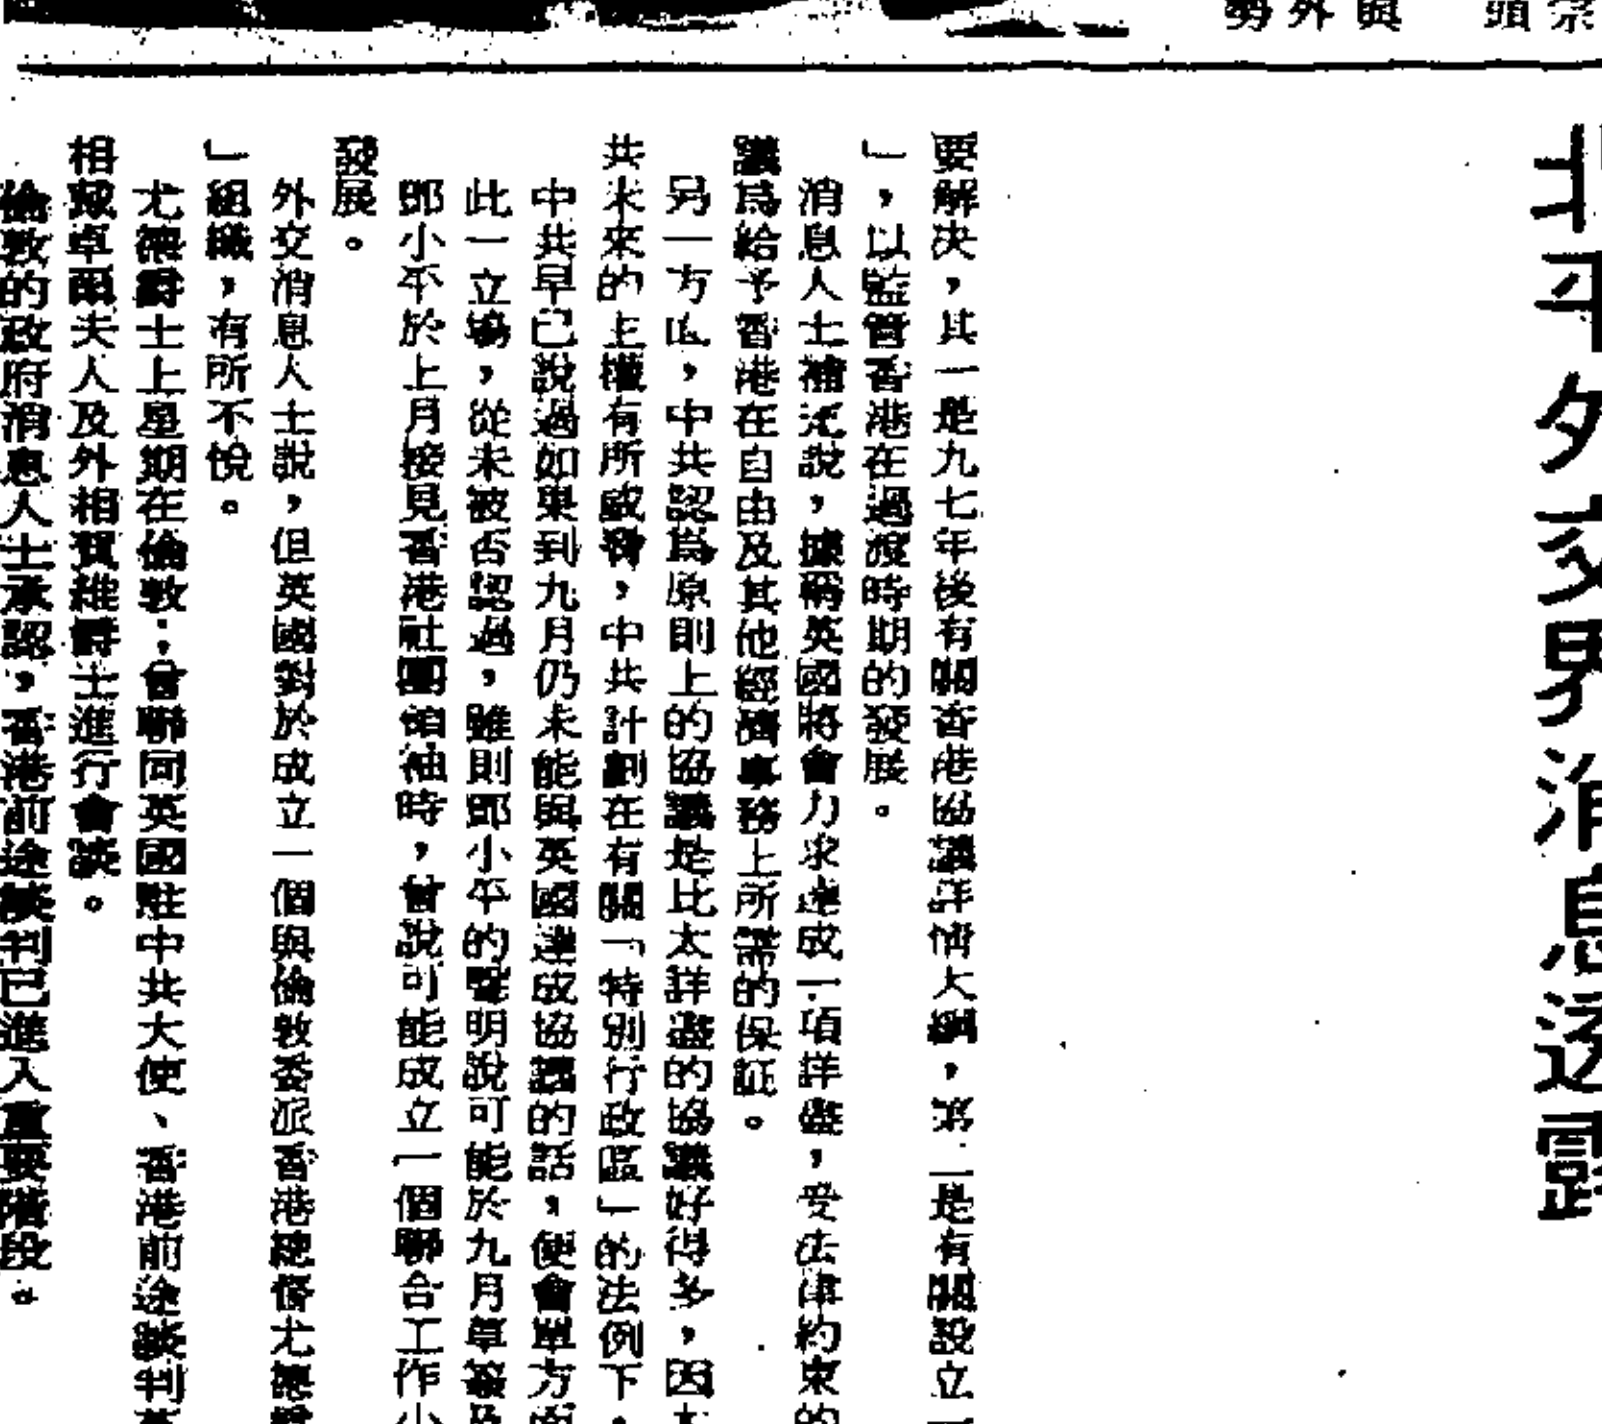 北平外交界消息透露
要解決，其一是九七年後有關香港協議詳情大綱，第二是有關設立一
」，以監管香港在過渡時期的發展。
消息人士補充說，據稱英國將會力求達成一項詳盡，受法律約束的
議為給予香港在自由及其他經濟事務上所需的保証。
另一方面，中共認為原則上的協議是比太詳盡的協議好得多，因太
共未來的主權有所威脅，中共計劃在有關「特別行政區」的法例下，
中共早已說過如果到九月仍未能與英國達成協議的話，便會單方面
此一立場，從未被否認過，雖則鄧小平的聲明說可能於九月草簽及
鄧小平於上月接見香港社團領袖時，曾說可能成立一個聯合工作小
發展。
外交消息人士說，但英國對於成立一個與倫敦委派香港總督尤德爵
」組織，有所不悅。
尤德爵士上星期在倫敦；曾聯同英國駐中共大使、香港前途談判英
相戴卓爾夫人及外相賀維爵士進行會談。
倫敦的政府消息人士承認，香港前途談判已進入重要階段。